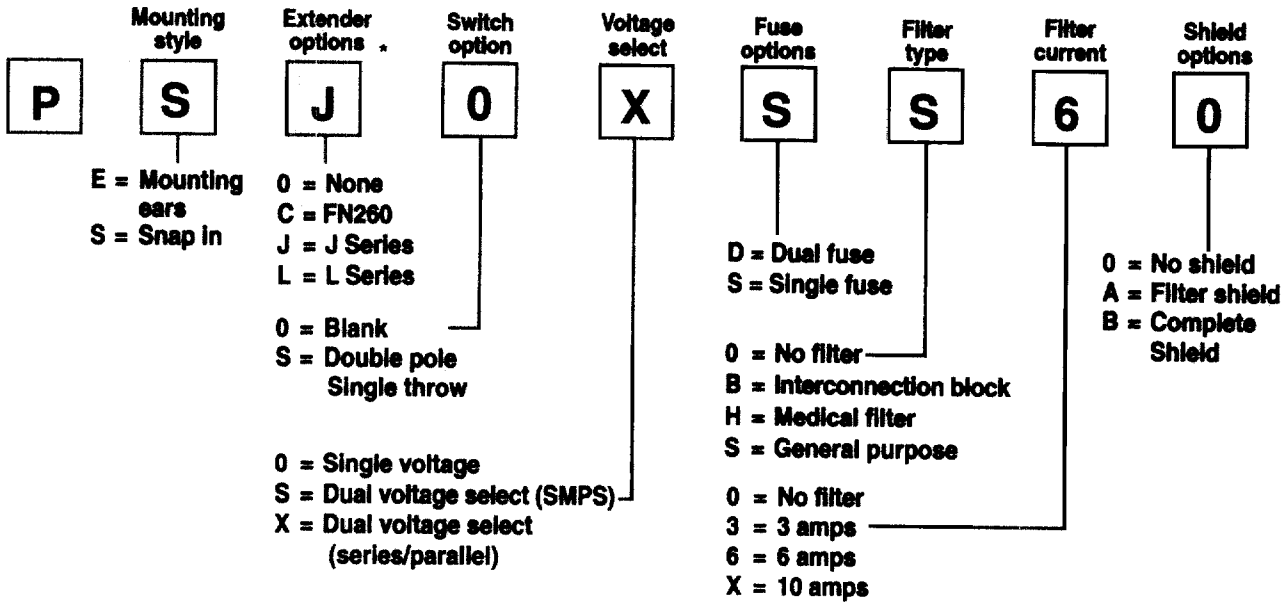 Mounting style
Extender options *
Switch option
Voltage select
Fuse options
Filter type
Filter current
Shield options
P S J 0 X S S 6 0
E = Mounting
ears
S = Snap in
0 = None
C = FN260
J = J Series
L = L Series
0 = Blank
S = Double pole
Single throw
0 = Single voltage
S = Dual voltage select (SMPS)
X = Dual voltage select
(series/parallel)
D = Dual fuse
S = Single fuse
0 = No filter
B = Interconnection block
H = Medical filter
S = General purpose
0 = No filter
3 = 3 amps
6 = 6 amps
X = 10 amps
0 = No shield
A = Filter shield
B = Complete
Shield